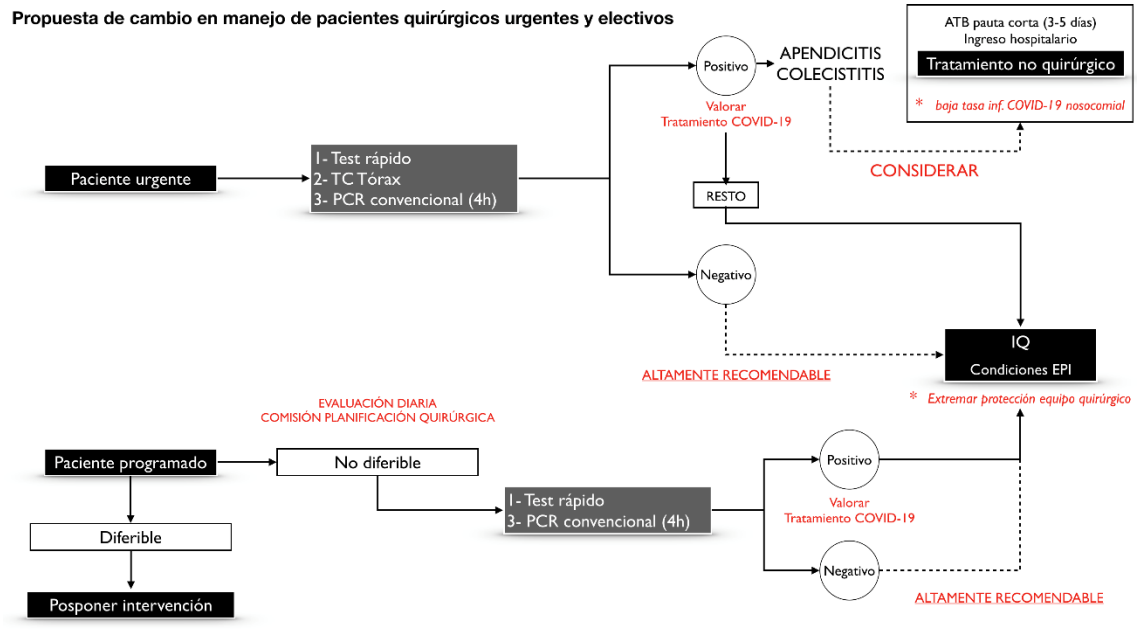 Propuesta de cambio en manejo de pacientes quirúrgicos urgentes y electivos
ATB pauta corta (3-5 días)
Ingreso hospitalario
Tratamiento no quirúrgico
* baja tasa inf. COVID-19 nosocomial
Positivo
APENDICITIS
COLECISTITIS
Valorar
Tratamiento COVID-19
CONSIDERAR
Paciente urgente
1- Test rápido
2- TC Tórax
3- PCR convencional (4h)
RESTO
Negativo
ALTAMENTE RECOMENDABLE
IQ
Condiciones EPI
* Extremar protección equipo quirúrgico
EVALUACIÓN DIARIA
COMISIÓN PLANIFICACIÓN QUIRÚRGICA
Paciente programado
No diferible
1- Test rápido
3- PCR convencional (4h)
Positivo
Valorar
Tratamiento COVID-19
Negativo
ALTAMENTE RECOMENDABLE
Diferible
Posponer intervención